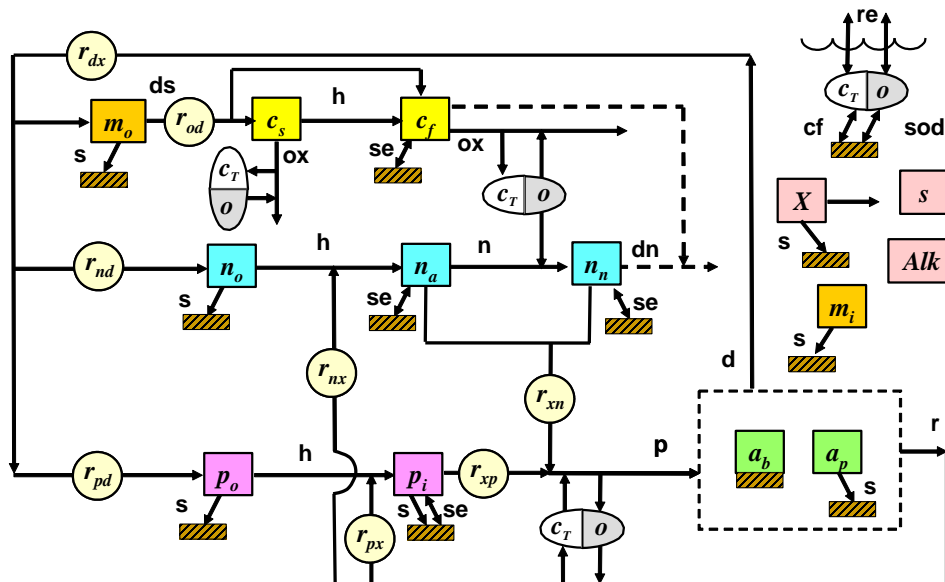 re
r_dx
ds
h
c_T o
m_o
r_od
c_s
c_f
cf
sod
s
ox
se
ox
c_T
o
c_T o
X
s
s
Alk
h
n
dn
r_nd
n_o
n_a
n_n
s
se
se
m_i
s
d
r_nx
r_xn
r
h
p
r_pd
p_o
p_i
r_xp
a_b
a_p
s
s
se
s
r_px
c_T o